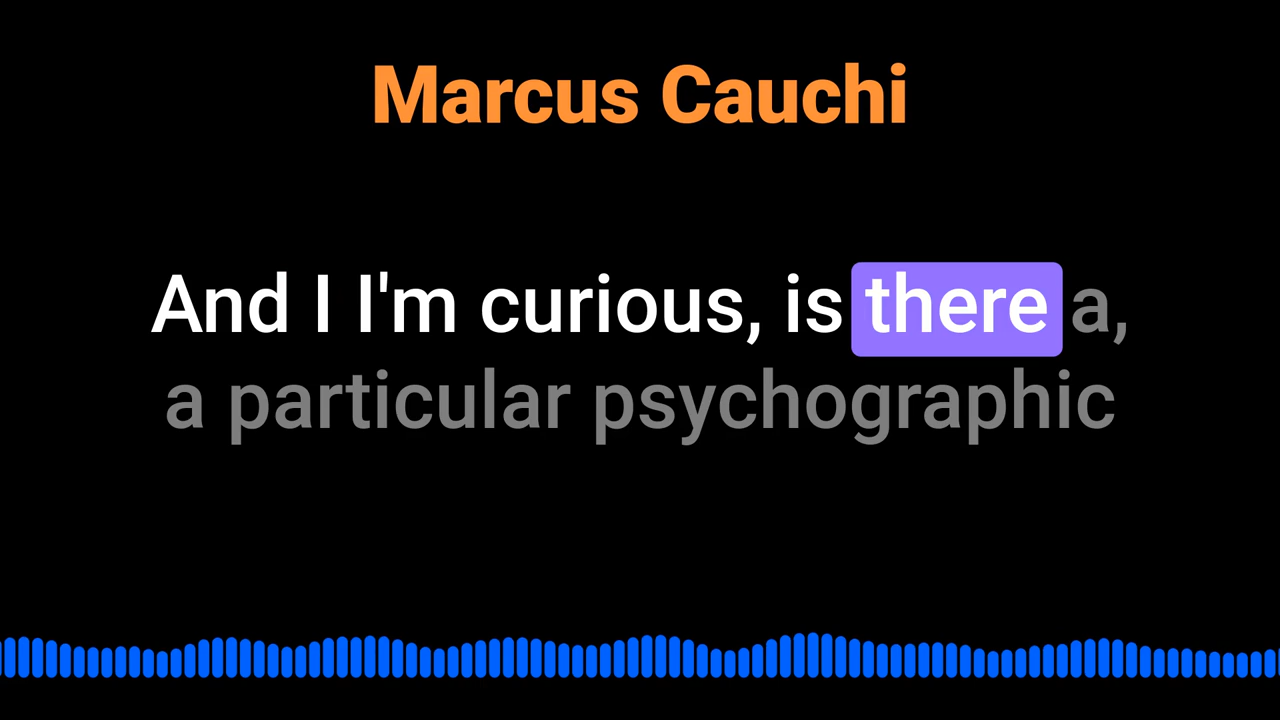 Marcus Cauchi
And I I'm curious, is there a,
a particular psychographic